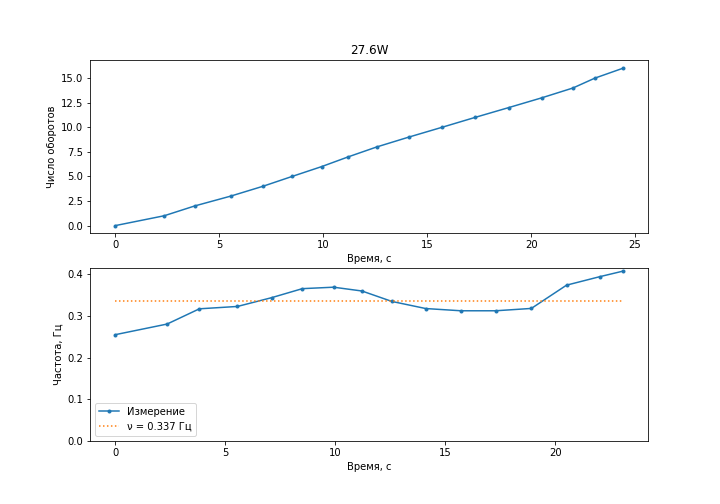 27.6W
Число оборотов
15.0
12.5
10.0
7.5
5.0
2.5
0.0
0 5 10 15 20 25
Время, с
Частота, Гц
0.4
0.3
0.2
0.1
0.0
Измерение
ν = 0.337 Гц
0 5 10 15 20
Время, с